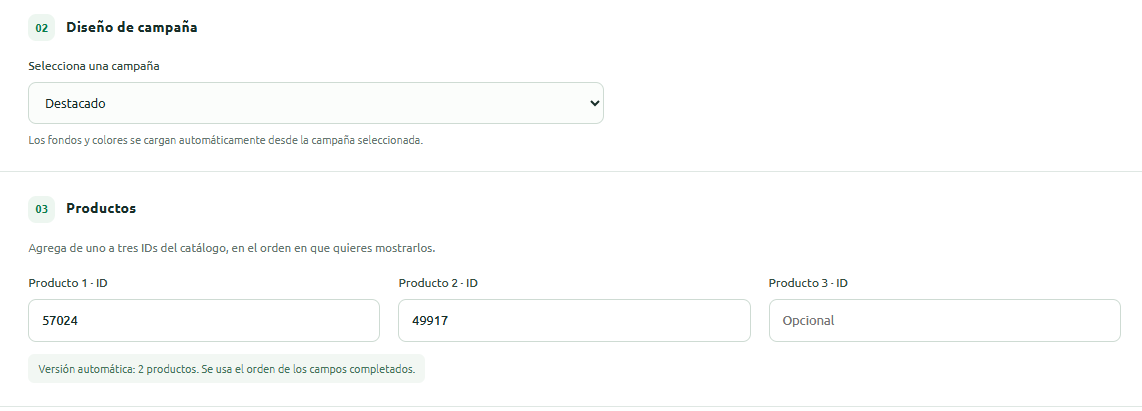 02 Diseño de campaña
Selecciona una campaña
Destacado
Los fondos y colores se cargan automáticamente desde la campaña seleccionada.
03 Productos
Agrega de uno a tres IDs del catálogo, en el orden en que quieres mostrarlos.
Producto 1 · ID
Producto 2 · ID
Producto 3 · ID
57024
49917
Opcional
Versión automática: 2 productos. Se usa el orden de los campos completados.